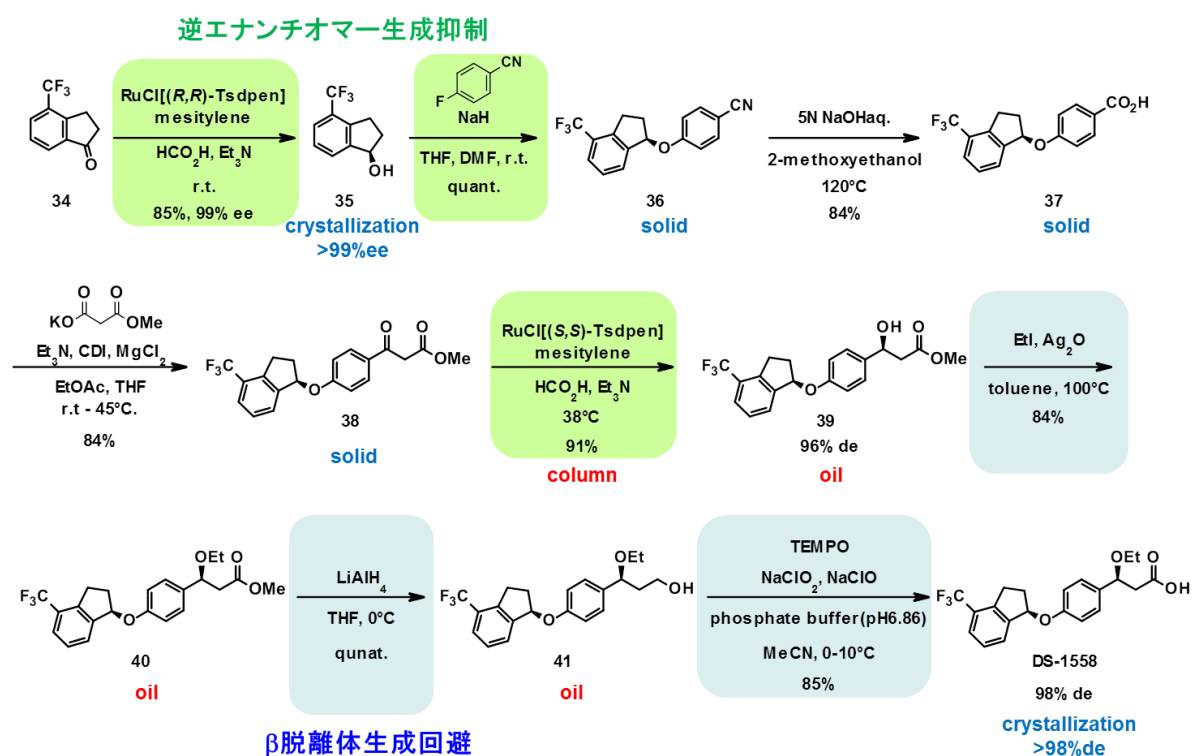 逆エナンチオマー生成抑制
CF3
O
34
RuCl[(R,R)-Tsdpen]
mesitylene
HCO2H, Et3N
r.t.
85%, 99% ee
CF3
OH
35
crystallization
>99%ee
CN
F
NaH
THF, DMF, r.t.
quant.
F3C
O
CN
36
solid
5N NaOHaq.
2-methoxyethanol
120°C
84%
F3C
O
CO2H
37
solid
O O
KO OMe
Et3N, CDI, MgCl2
EtOAc, THF
r.t - 45°C.
84%
O O
OMe
F3C
O
38
solid
RuCl[(S,S)-Tsdpen]
mesitylene
HCO2H, Et3N
38°C
91%
column
OH O
OMe
F3C
O
39
96% de
oil
EtI, Ag2O
toluene, 100°C
84%
OEt O
OMe
F3C
O
40
oil
LiAlH4
THF, 0°C
qunat.
OEt
OH
F3C
O
41
oil
TEMPO
NaClO2, NaClO
phosphate buffer(pH6.86)
MeCN, 0-10°C
85%
OEt O
OH
F3C
O
DS-1558
98% de
crystallization
>98%de
β脱離体生成回避